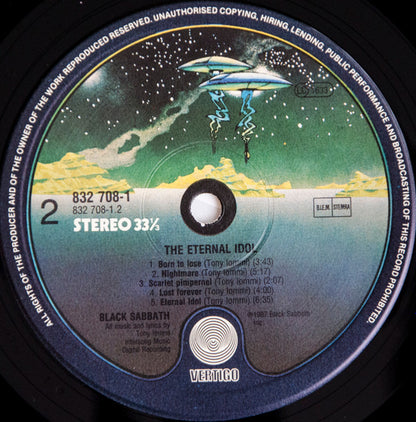 ALL RIGHTS OF THE PRODUCER AND OF THE OWNER OF THE WORK REPRODUCED RESERVED. UNAUTHORISED COPYING, HIRING, LENDING, PUBLIC PERFORMANCE AND BROADCASTING OF THIS RECORD PROHIBITED.
LC 1633
2
832 708-1
832 708-1.2
STEREO 33⅓
B.I.E.M. STEMRA
THE ETERNAL IDOL
1. Born to lose (Tony Iommi) (3:43)
2. Nightmare (Tony Iommi) (5:17)
3. Scarlet pimpernel (Tony Iommi) (2:07)
4. Lost forever (Tony Iommi) (4:00)
5. Eternal Idol (Tony Iommi) (6:35)
BLACK SABBATH
All music and lyrics by
Tony Iommi
Intersong Music
Digital Recording
℗1987 Black Sabbath
Inc.
VERTIGO